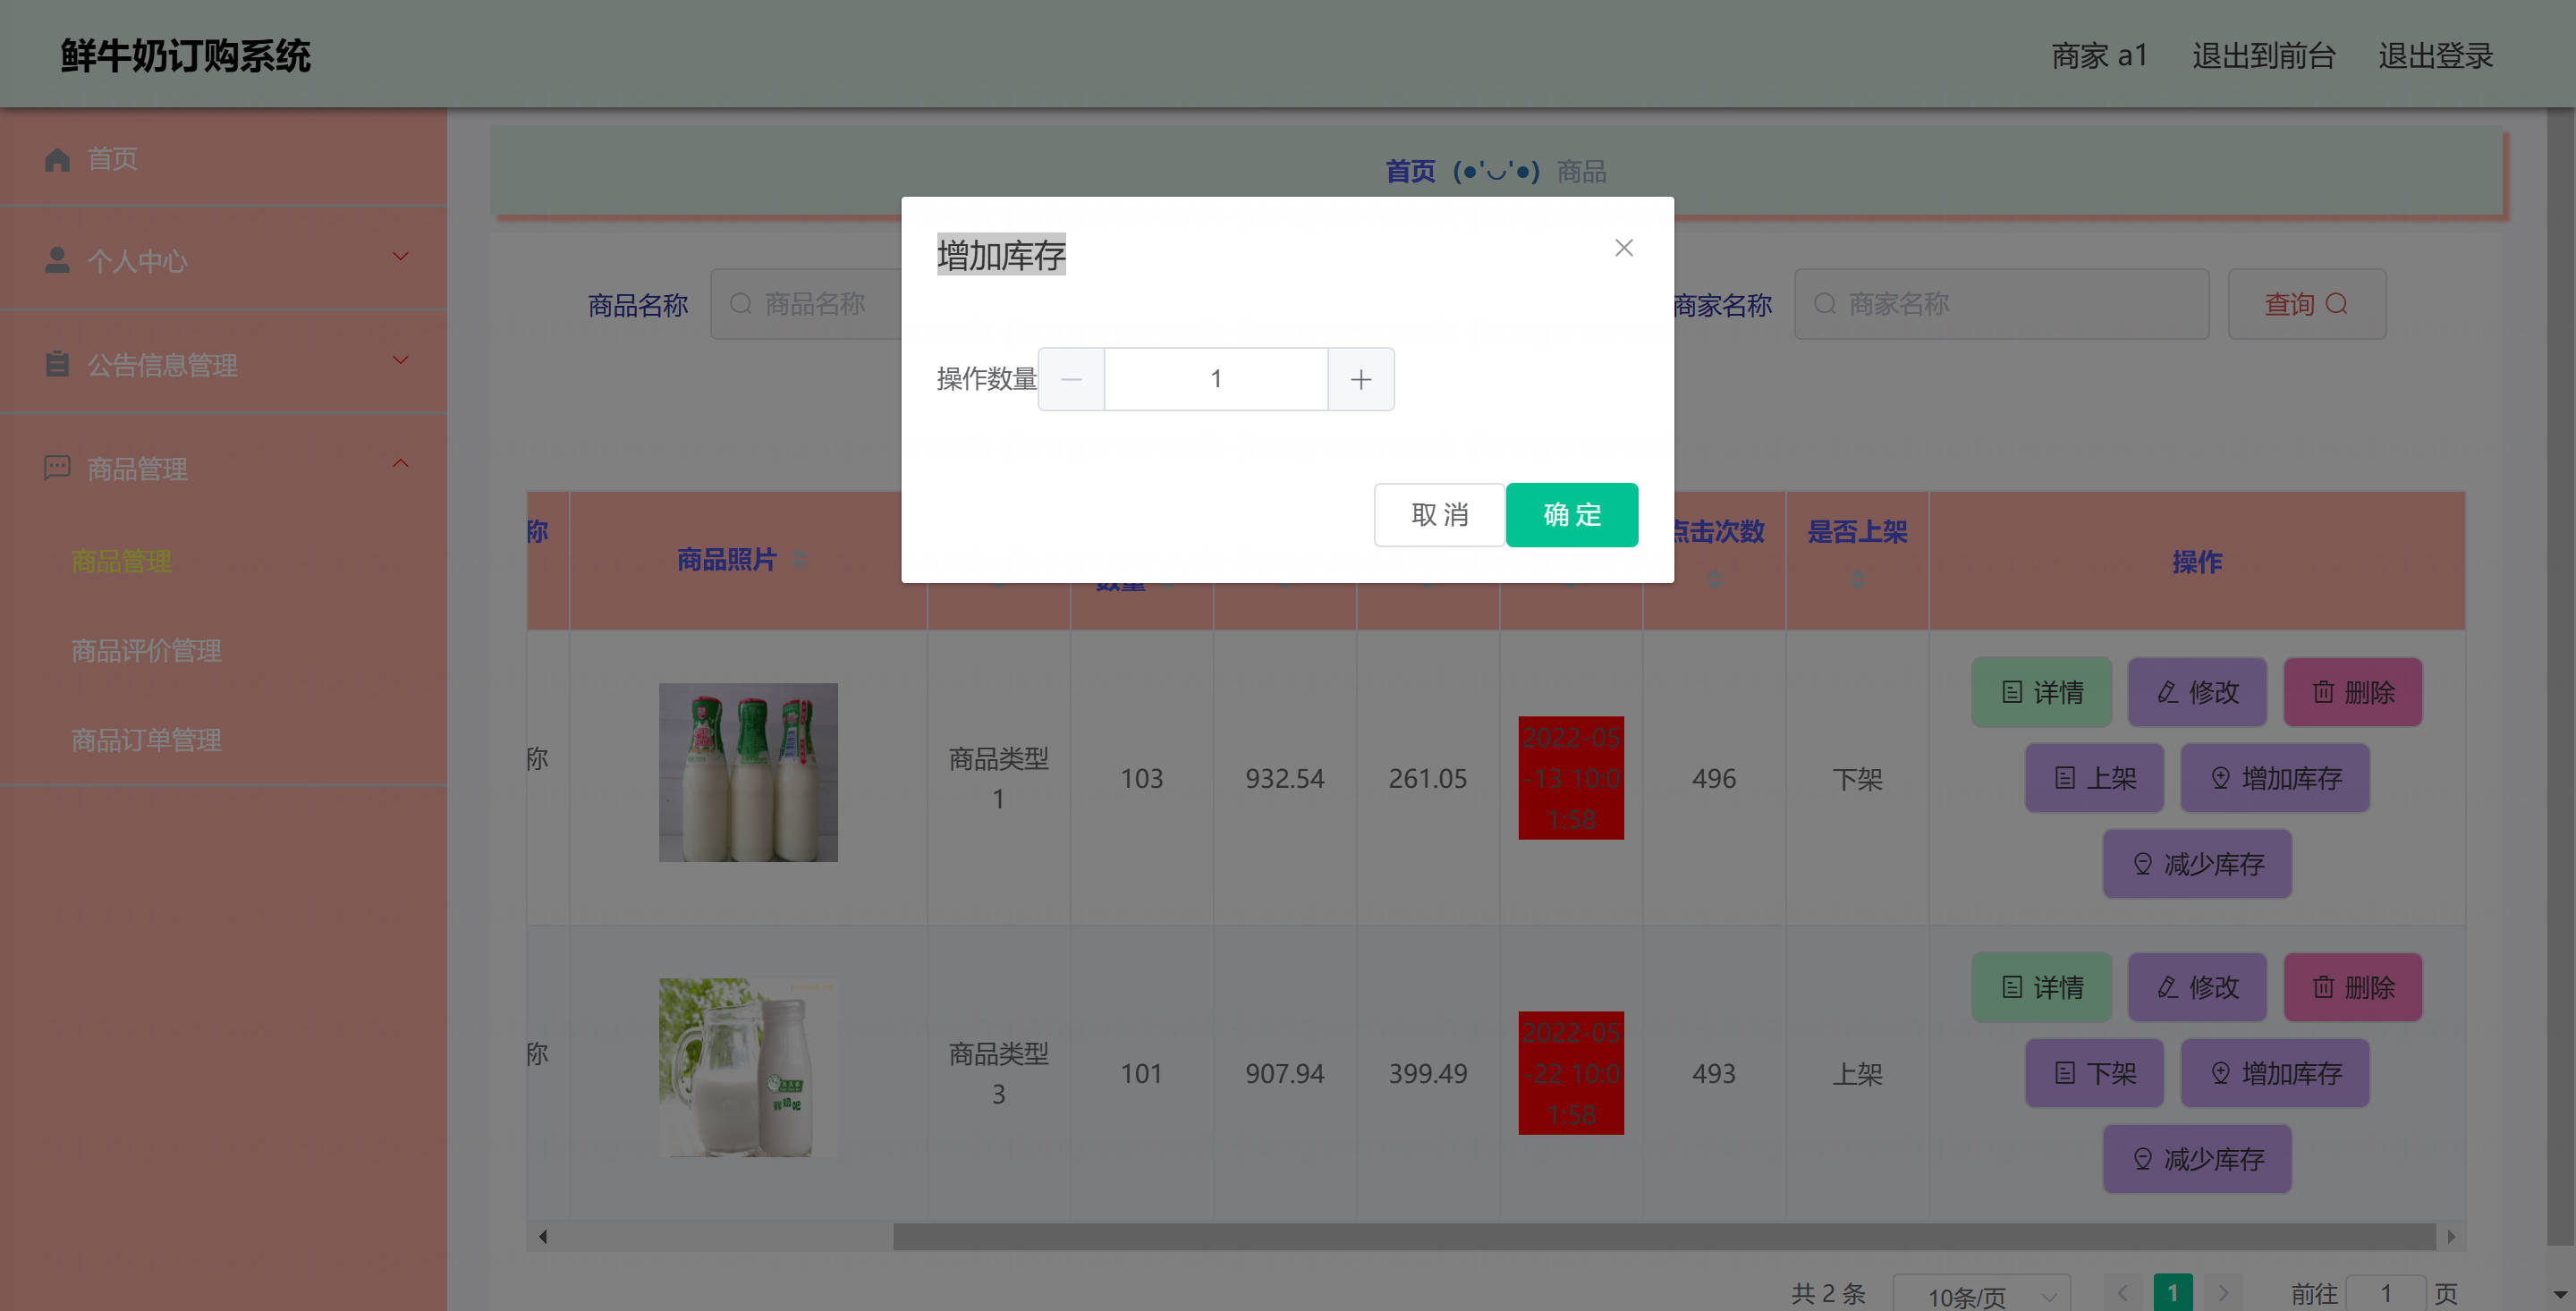 鲜牛奶订购系统
商家 a1 退出到前台 退出登录
首页
个人中心
公告信息管理
商品管理
商品管理
商品评价管理
商品订单管理
首页 (●'◡'●) 商品
商品名称 商品名称
商家名称 商家名称 查询
增加库存
操作数量 1
取 消 确 定
称 商品照片 数量 点击次数 是否上架 操作
称 商品类型
1
103 932.54 261.05
2022-05
-13 10:0
1:58
496 下架
详情 修改 删除
上架 增加库存
减少库存
称 商品类型
3
101 907.94 399.49
2022-05
-22 10:0
1:58
493 上架
详情 修改 删除
下架 增加库存
减少库存
共 2 条 10条/页 1 前往 1 页